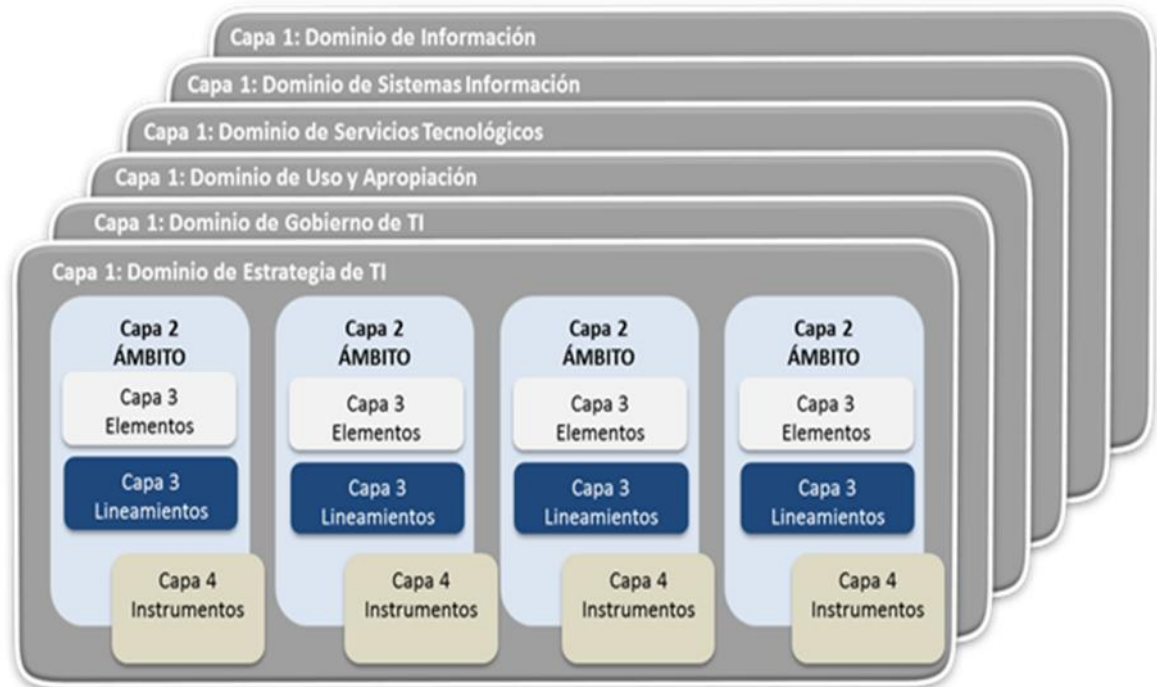 Capa 1: Dominio de Información
Capa 1: Dominio de Sistemas Información
Capa 1: Dominio de Servicios Tecnológicos
Capa 1: Dominio de Uso y Apropiación
Capa 1: Dominio de Gobierno de TI
Capa 1: Dominio de Estrategia de TI
Capa 2
ÁMBITO
Capa 3
Elementos
Capa 3
Lineamientos
Capa 4
Instrumentos
Capa 2
ÁMBITO
Capa 3
Elementos
Capa 3
Lineamientos
Capa 4
Instrumentos
Capa 2
ÁMBITO
Capa 3
Elementos
Capa 3
Lineamientos
Capa 4
Instrumentos
Capa 2
ÁMBITO
Capa 3
Elementos
Capa 3
Lineamientos
Capa 4
Instrumentos